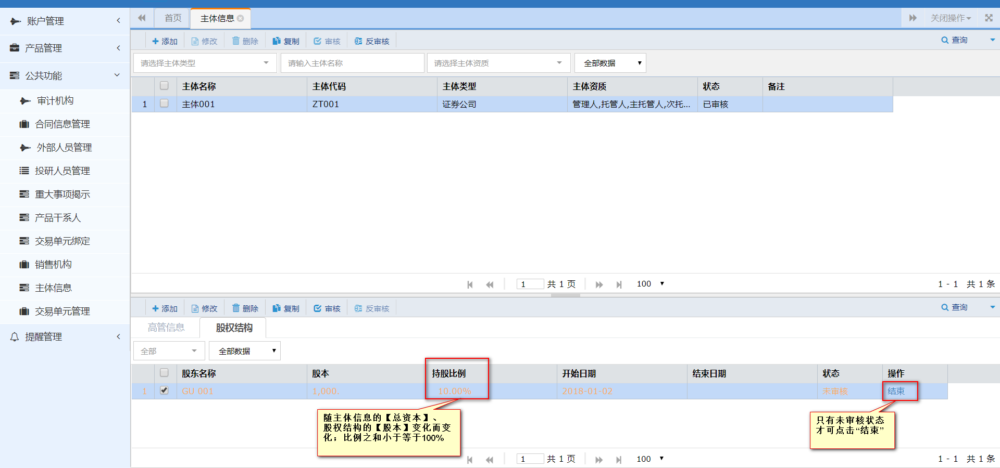 账户管理
产品管理
公共功能
审计机构
合同信息管理
外部人员管理
投研人员管理
重大事项揭示
产品干系人
交易单元绑定
销售机构
主体信息
交易单元管理
提醒管理
首页 主体信息 关闭操作
添加 修改 删除 复制 审核 反审核 查询
请选择主体类型 请输入主体名称 请选择主体资质 全部数据
主体名称 主体代码 主体类型 主体资质 状态 备注
1 主体001 ZT001 证券公司 管理人,托管人,主托管人,次托... 已审核
1 共 1 页 100 1 - 1 共 1 条
添加 修改 删除 复制 审核 反审核 查询
高管信息 股权结构
全部 全部数据
股东名称 股本 持股比例 开始日期 结束日期 状态 操作
1 GU 001 1,000. 10.00% 2018-01-02 未审核 结束
随主体信息的【总资本】、
股权结构的【股本】变化而变
化；比例之和小于等于100%
只有未审核状态
才可点击“结束”
1 共 1 页 100 1 - 1 共 1 条